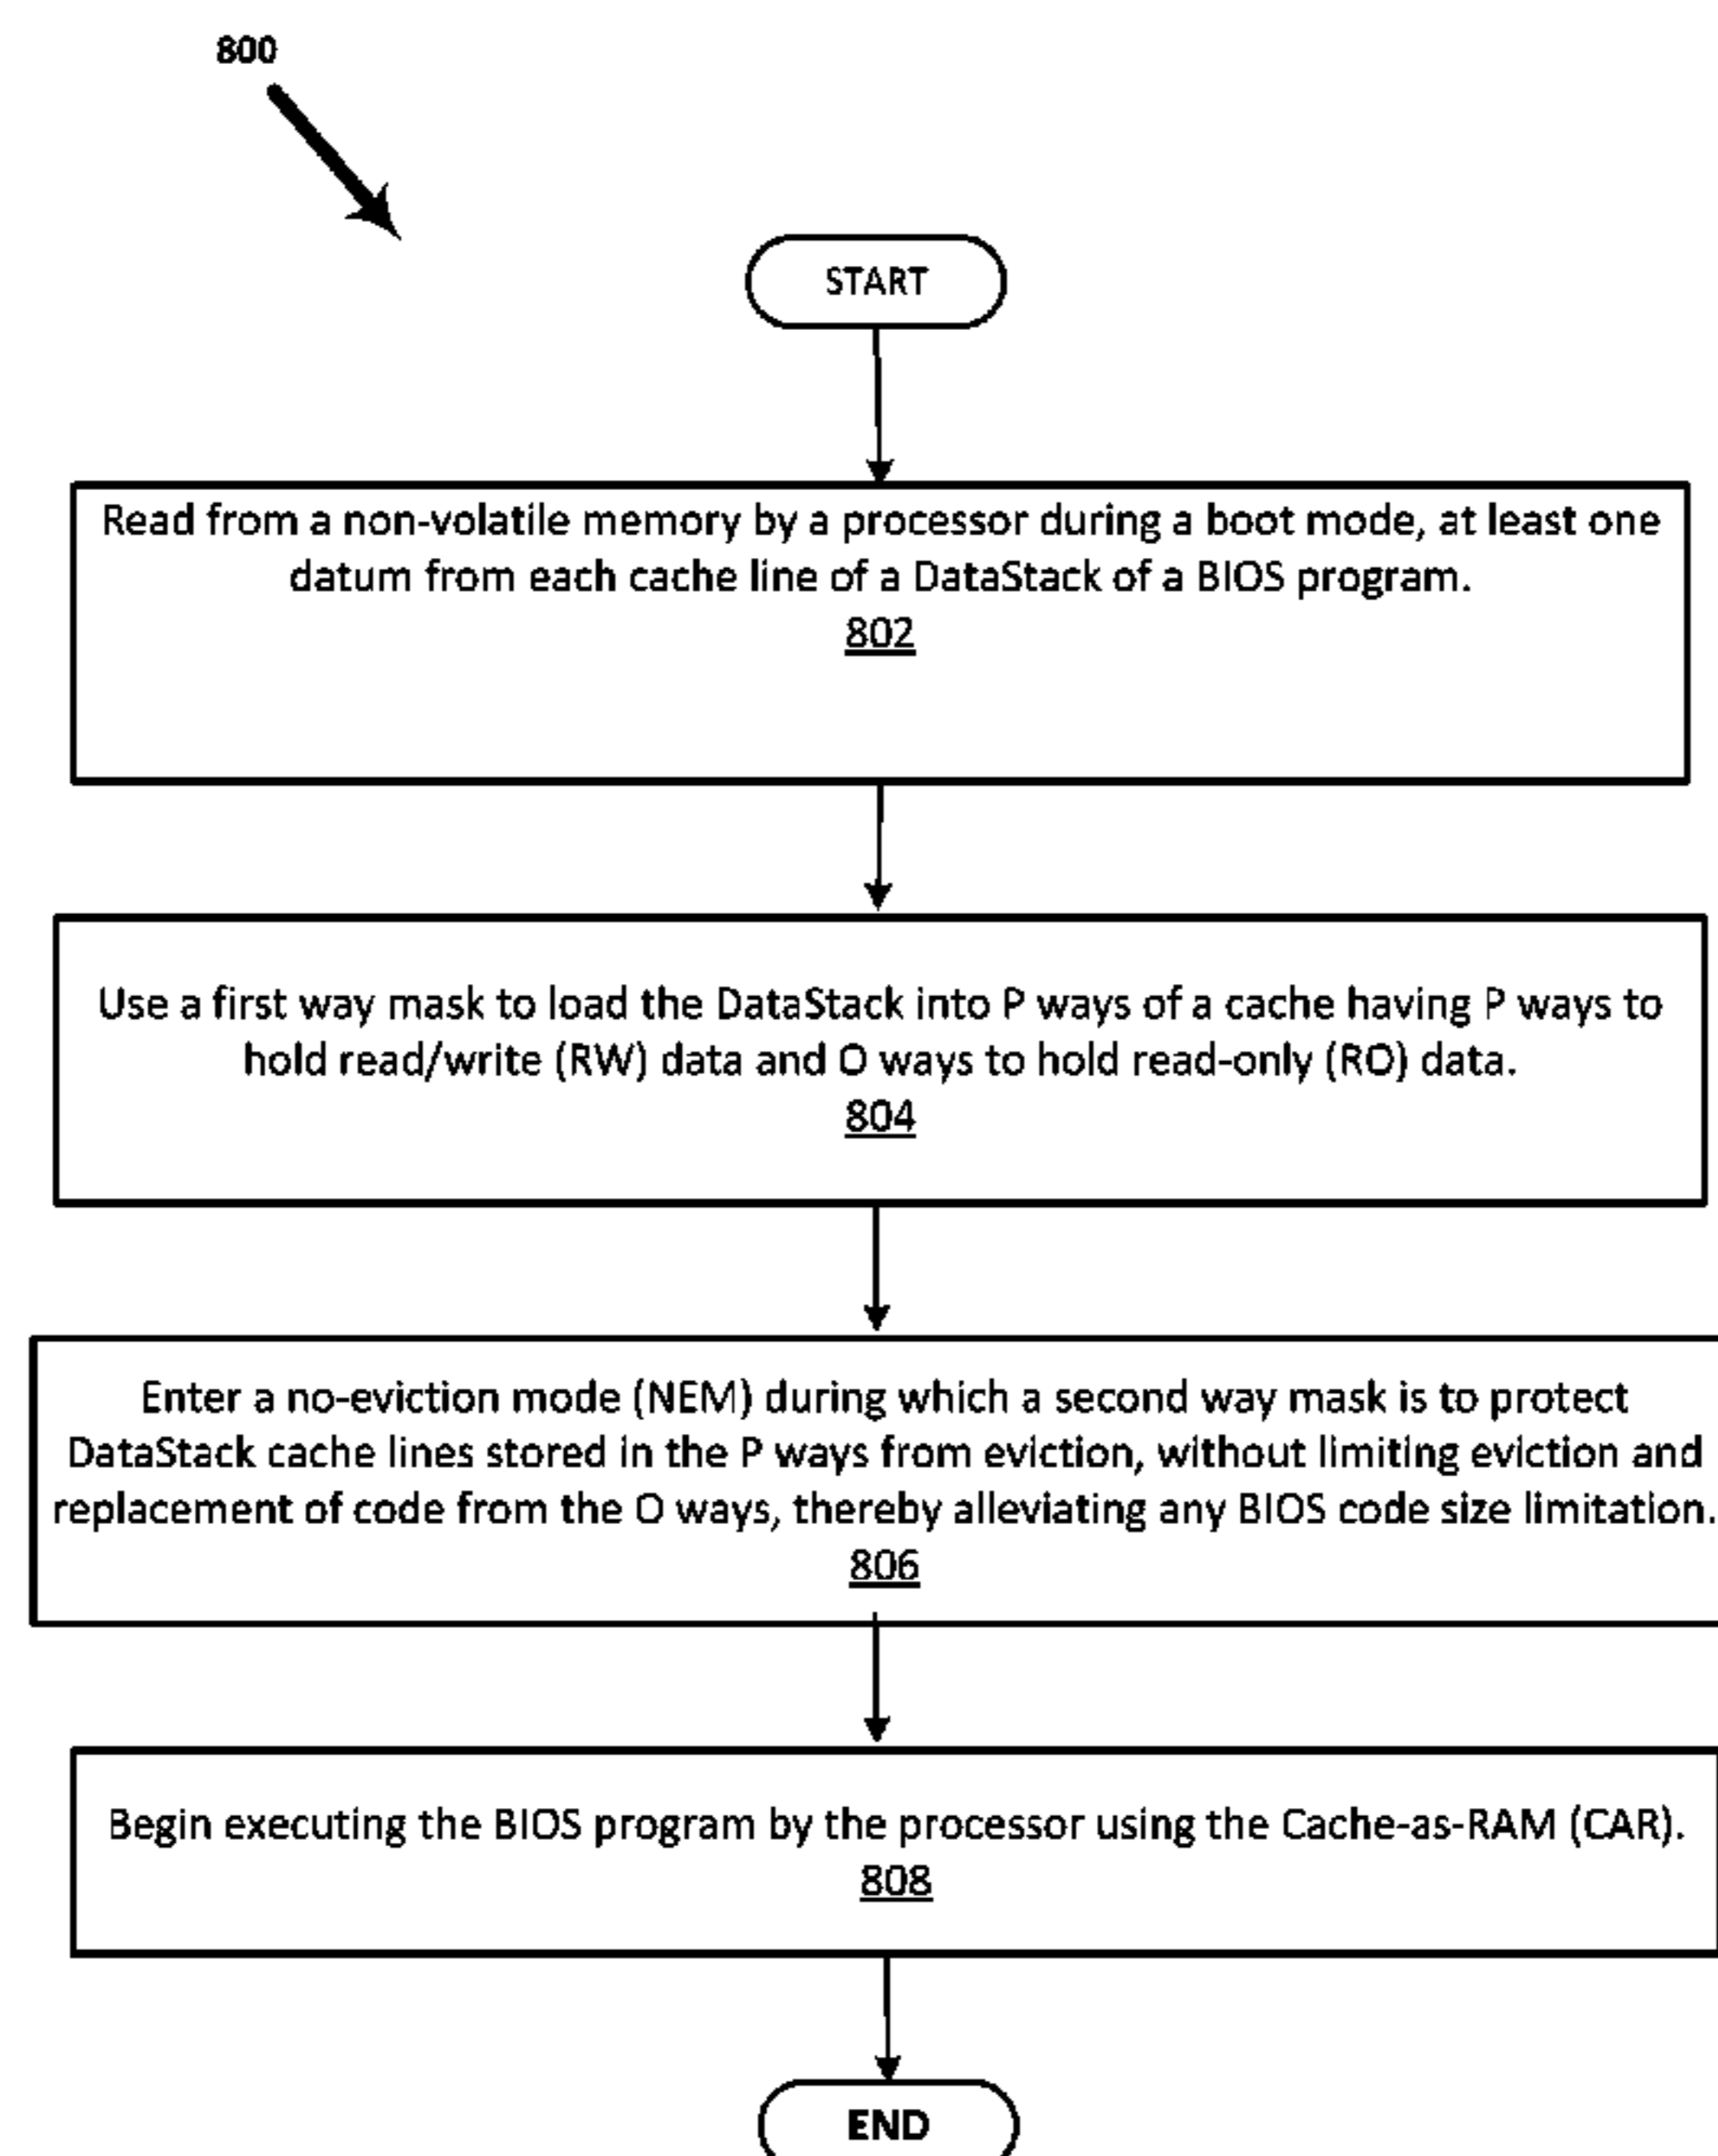 800
START
Read from a non-volatile memory by a processor during a boot mode, at least one
datum from each cache line of a DataStack of a BIOS program.
802
Use a first way mask to load the DataStack into P ways of a cache having P ways to
hold read/write (RW) data and O ways to hold read-only (RO) data.
804
Enter a no-eviction mode (NEM) during which a second way mask is to protect
DataStack cache lines stored in the P ways from eviction, without limiting eviction and
replacement of code from the O ways, thereby alleviating any BIOS code size limitation.
806
Begin executing the BIOS program by the processor using the Cache-as-RAM (CAR).
808
END